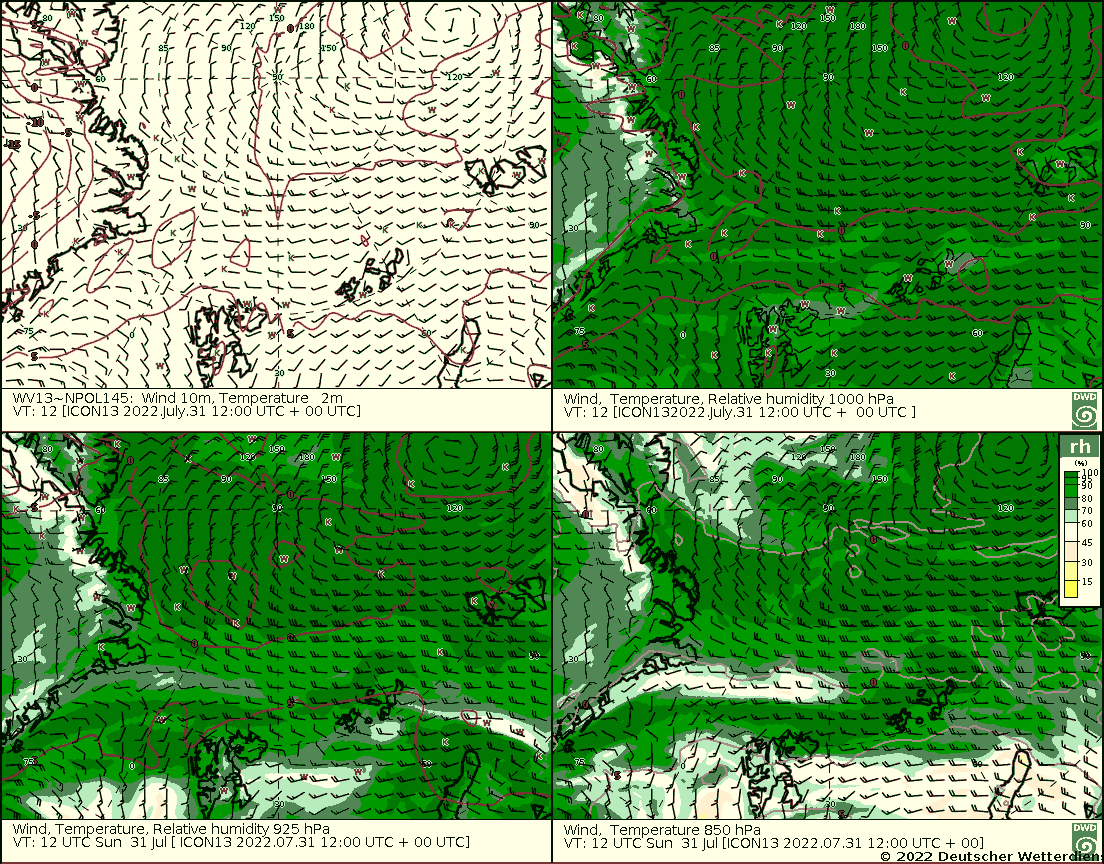 WV13~NPOL145: Wind 10m, Temperature 2m
VT: 12 [ICON13 2022.July.31 12:00 UTC + 00 UTC]
Wind, Temperature, Relative humidity 1000 hPa
VT: 12 [ICON132022.July.31 12:00 UTC + 00 UTC ]
DWD
rh
(%)
100
95
90
80
70
60
45
30
15
Wind, Temperature, Relative humidity 925 hPa
VT: 12 UTC Sun 31 Jul [ ICON13 2022.07.31 12:00 UTC + 00 UTC]
Wind, Temperature 850 hPa
VT: 12 UTC Sun 31 Jul [ICON13 2022.07.31 12:00 UTC + 00]
DWD
© 2022 Deutscher Wetterdien